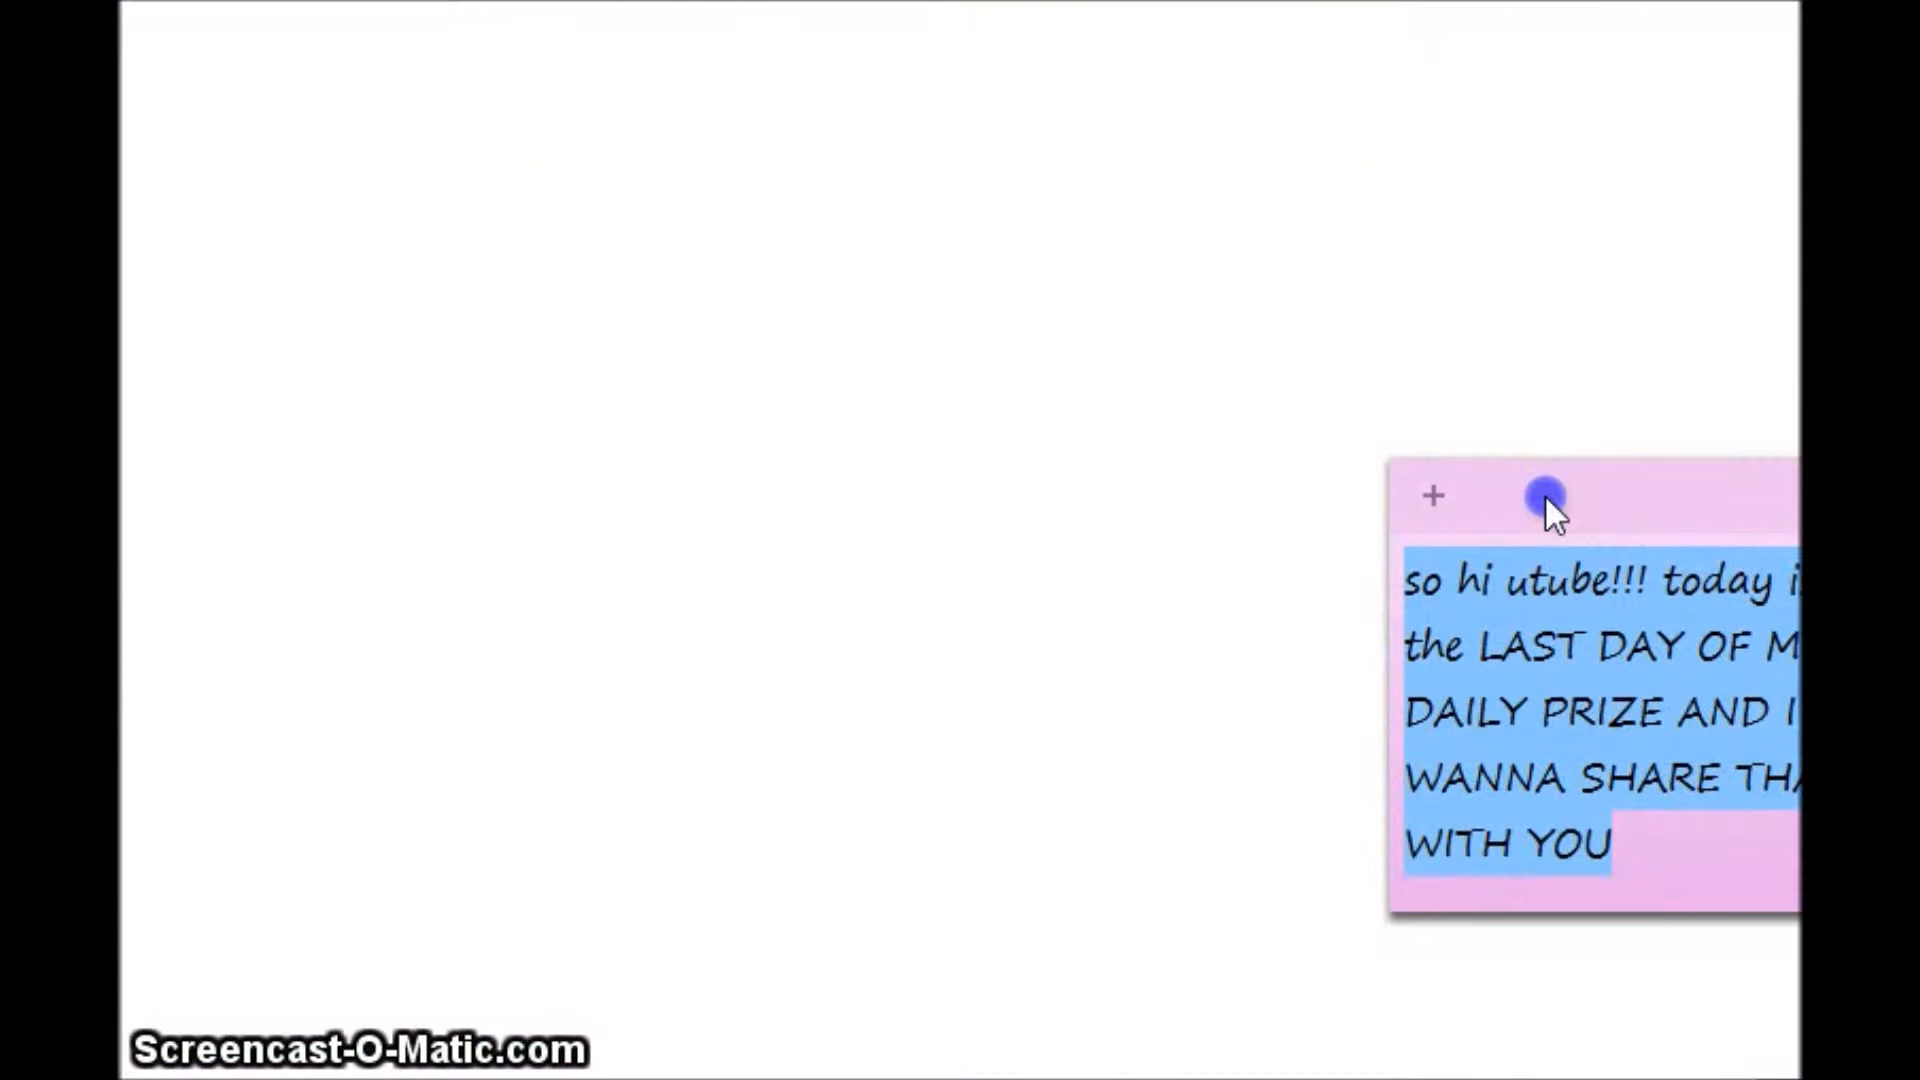 so hi utube!!! today
the LAST DAY OF
DAILY PRIZE AND I
WANNA SHARE
WITH YOU
Screencast-O-Matic.com